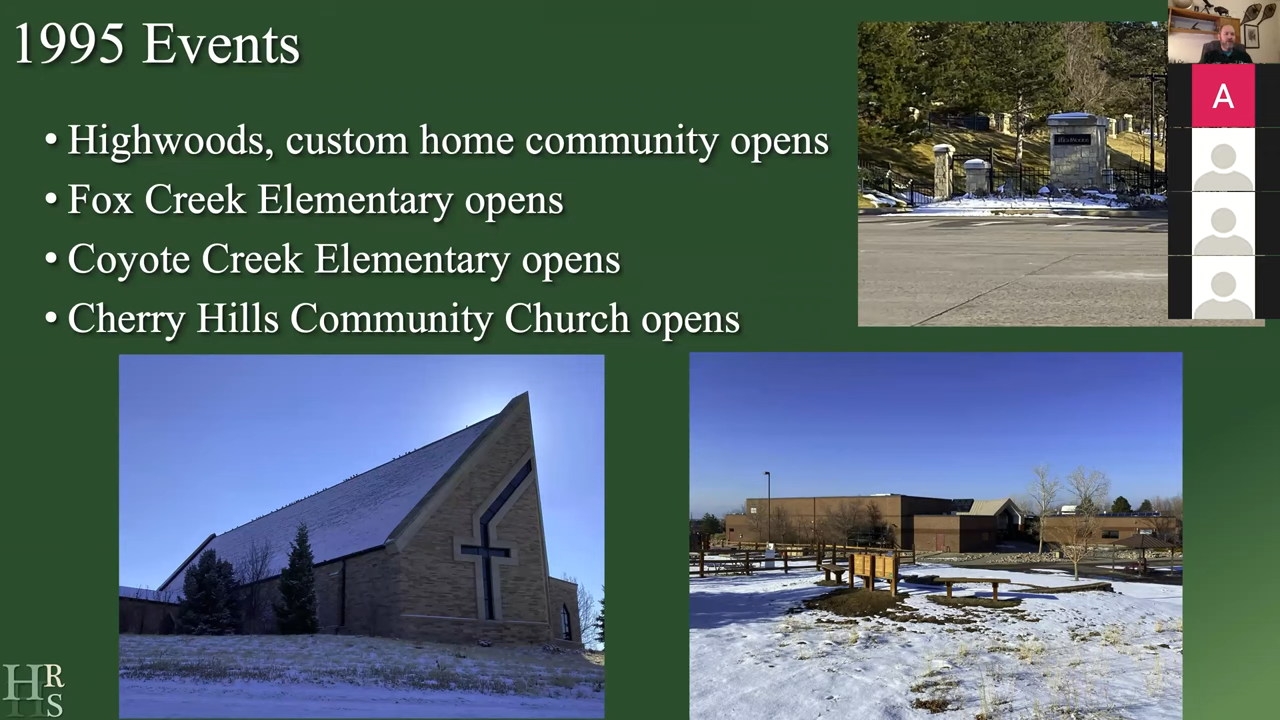 1995 Events
• Highwoods, custom home community opens
• Fox Creek Elementary opens
• Coyote Creek Elementary opens
• Cherry Hills Community Church opens
HIGHWOODS
A
H R S